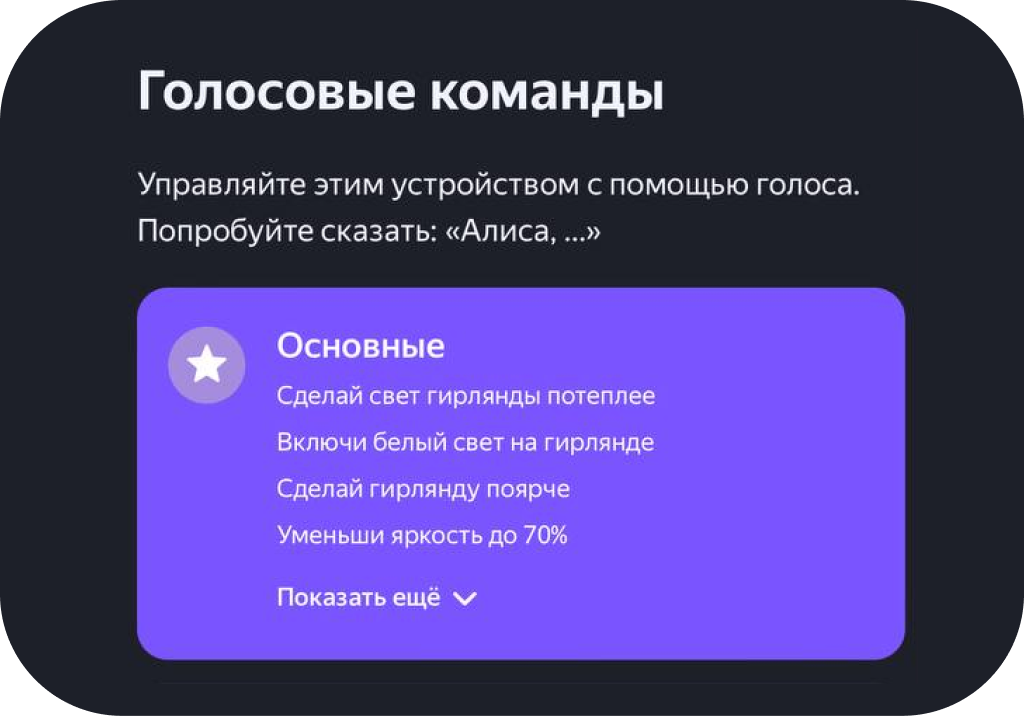 Голосовые команды
Управляйте этим устройством с помощью голоса.
Попробуйте сказать: «Алиса, ...»
Основные
Сделай свет гирлянды потеплее
Включи белый свет на гирлянде
Сделай гирлянду поярче
Уменьши яркость до 70%
Показать ещё